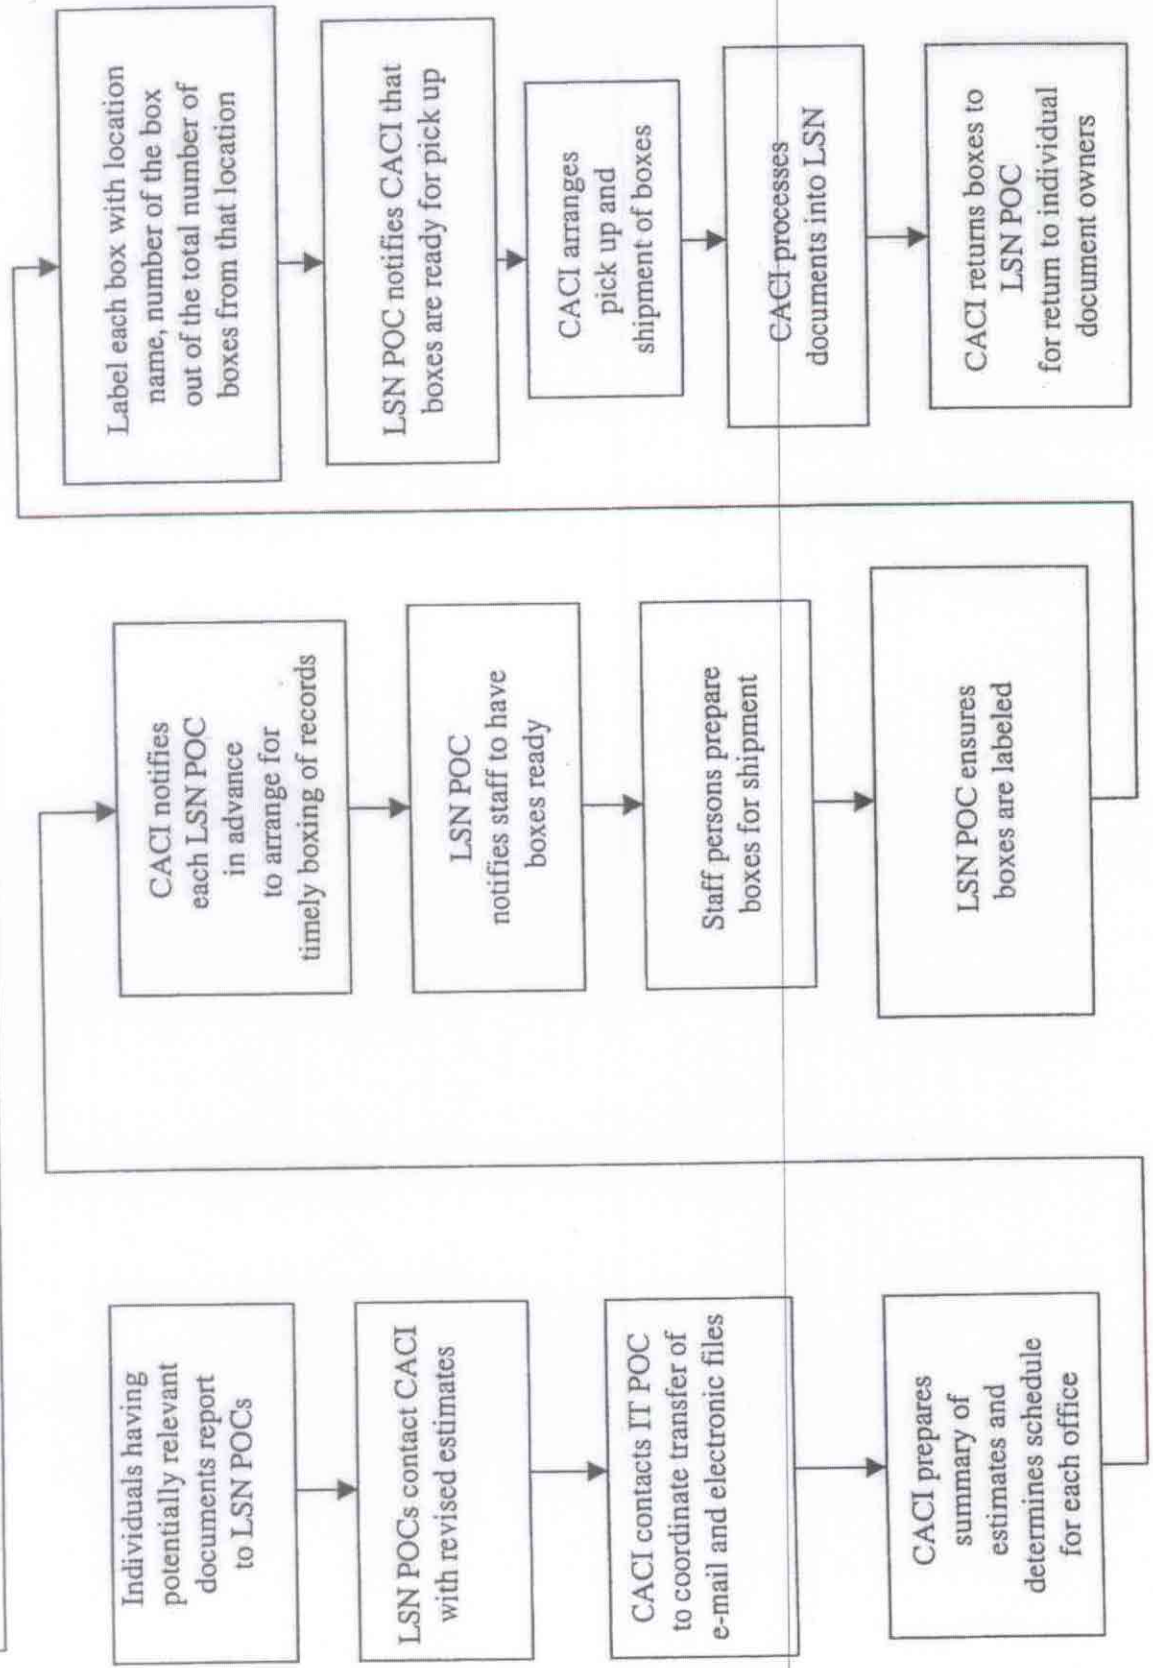 Individuals having
potentially relevant
documents report
to LSN POCs
LSN POCs contact CACI
with revised estimates
CACI contacts IT POC
to coordinate transfer of
e-mail and electronic files
CACI prepares
summary of
estimates and
determines schedule
for each office
CACI notifies
each LSN POC
in advance
to arrange for
timely boxing of records
LSN POC
notifies staff to have
boxes ready
Staff persons prepare
boxes for shipment
LSN POC ensures
boxes are labeled
Label each box with location
name, number of the box
out of the total number of
boxes from that location
LSN POC notifies CACI that
boxes are ready for pick up
CACI arranges
pick up and
shipment of boxes
CACI processes
documents into LSN
CACI returns boxes to
LSN POC
for return to individual
document owners